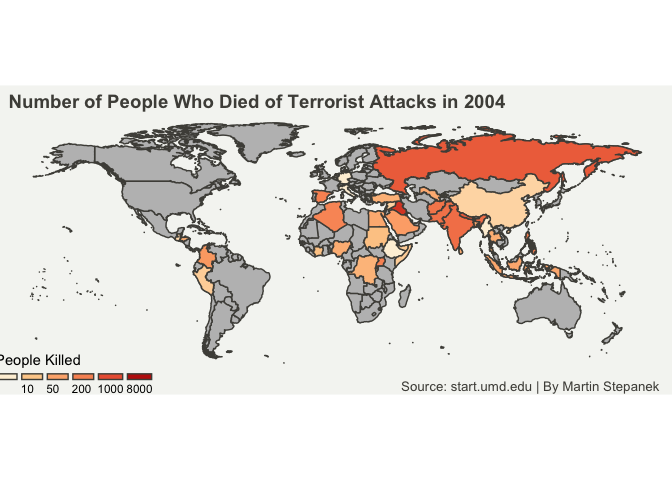 Number of People Who Died of Terrorist Attacks in 2004
People Killed
10 50 200 1000 8000
Source: start.umd.edu | By Martin Stepanek